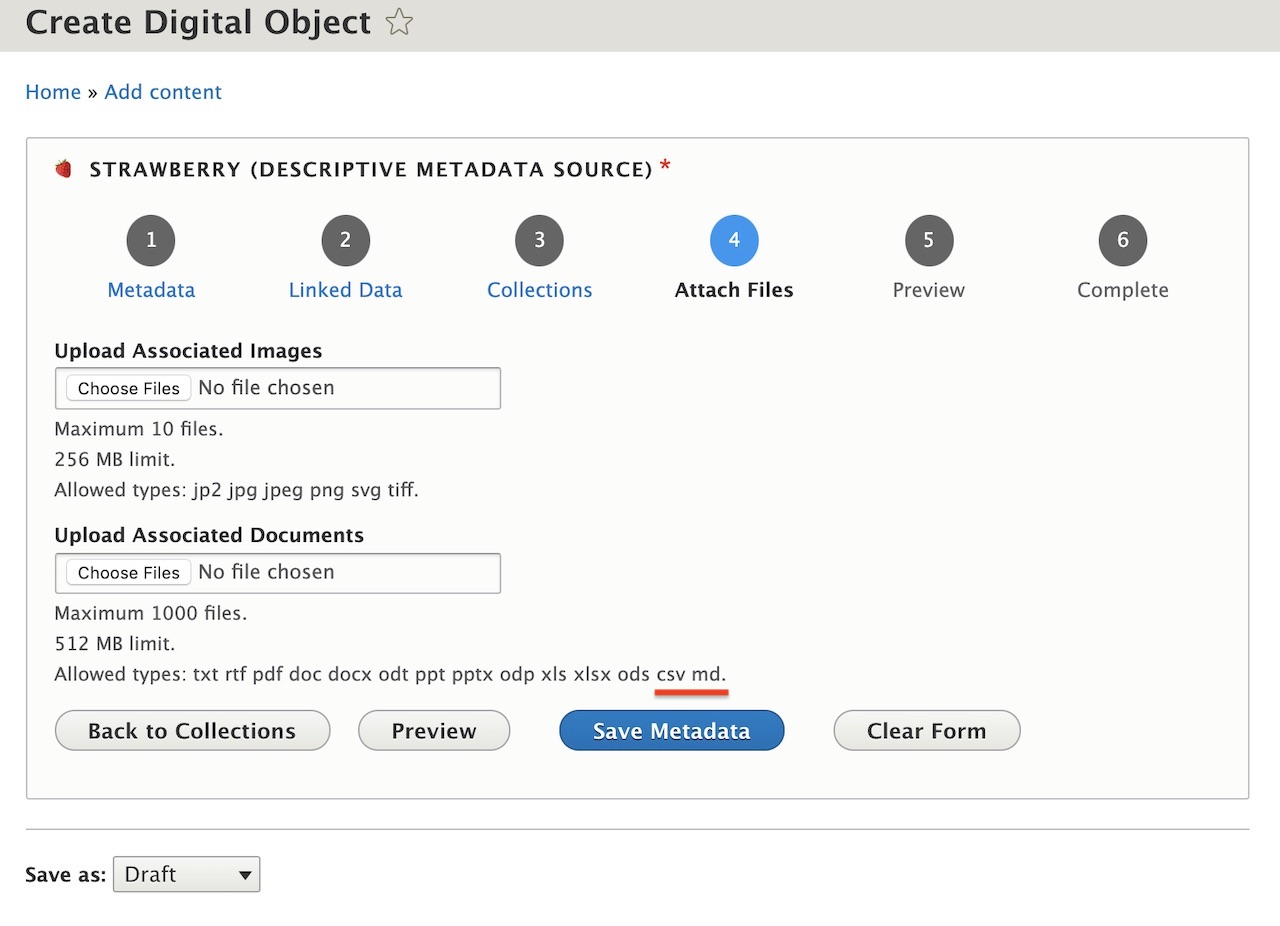 Create Digital Object
Home » Add content
STRAWBERRY (DESCRIPTIVE METADATA SOURCE) *
1 2 3 4 5 6
Metadata Linked Data Collections Attach Files Preview Complete
Upload Associated Images
Choose Files No file chosen
Maximum 10 files.
256 MB limit.
Allowed types: jp2 jpg jpeg png svg tiff.
Upload Associated Documents
Choose Files No file chosen
Maximum 1000 files.
512 MB limit.
Allowed types: txt rtf pdf doc docx odt ppt pptx odp xls xlsx ods csv md.
Back to Collections Preview Save Metadata Clear Form
Save as: Draft